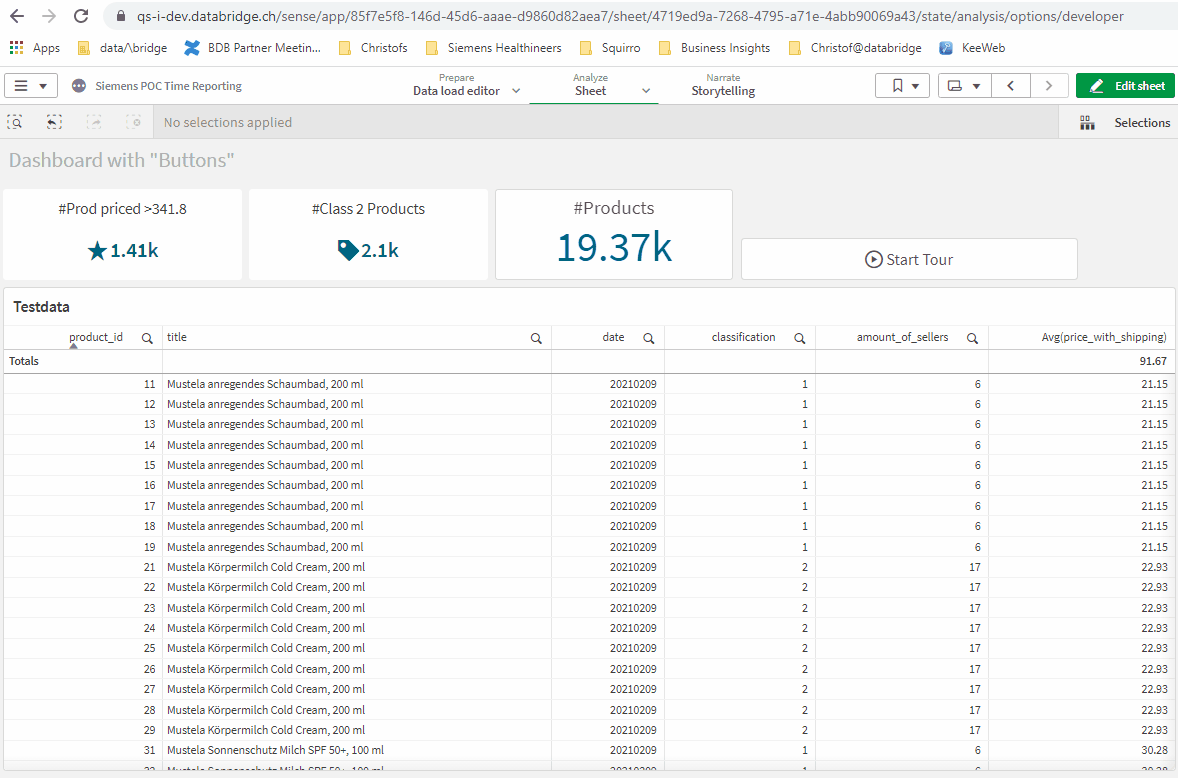 qs-i-dev.databridge.ch/sense/app/85f7e5f8-146d-45d6-aaae-d9860d82aea7/sheet/4719ed9a-7268-4795-a71e-4abb90069a43/state/analysis/options/developer
Apps data/\bridge BDB Partner Meetin... Christofs Siemens Healthineers Squirro Business Insights Christof@databridge KeeWeb
Siemens POC Time Reporting
Prepare
Data load editor
Analyze
Sheet
Narrate
Storytelling
Edit sheet
No selections applied
Selections
Dashboard with "Buttons"
#Prod priced >341.8
1.41k
#Class 2 Products
2.1k
#Products
19.37k
Start Tour
Testdata
product_id title date classification amount_of_sellers Avg(price_with_shipping)
Totals 91.67
11 Mustela anregendes Schaumbad, 200 ml 20210209 1 6 21.15
12 Mustela anregendes Schaumbad, 200 ml 20210209 1 6 21.15
13 Mustela anregendes Schaumbad, 200 ml 20210209 1 6 21.15
14 Mustela anregendes Schaumbad, 200 ml 20210209 1 6 21.15
15 Mustela anregendes Schaumbad, 200 ml 20210209 1 6 21.15
16 Mustela anregendes Schaumbad, 200 ml 20210209 1 6 21.15
17 Mustela anregendes Schaumbad, 200 ml 20210209 1 6 21.15
18 Mustela anregendes Schaumbad, 200 ml 20210209 1 6 21.15
19 Mustela anregendes Schaumbad, 200 ml 20210209 1 6 21.15
21 Mustela Körpermilch Cold Cream, 200 ml 20210209 2 17 22.93
22 Mustela Körpermilch Cold Cream, 200 ml 20210209 2 17 22.93
23 Mustela Körpermilch Cold Cream, 200 ml 20210209 2 17 22.93
24 Mustela Körpermilch Cold Cream, 200 ml 20210209 2 17 22.93
25 Mustela Körpermilch Cold Cream, 200 ml 20210209 2 17 22.93
26 Mustela Körpermilch Cold Cream, 200 ml 20210209 2 17 22.93
27 Mustela Körpermilch Cold Cream, 200 ml 20210209 2 17 22.93
28 Mustela Körpermilch Cold Cream, 200 ml 20210209 2 17 22.93
29 Mustela Körpermilch Cold Cream, 200 ml 20210209 2 17 22.93
31 Mustela Sonnenschutz Milch SPF 50+, 100 ml 20210209 1 6 30.28